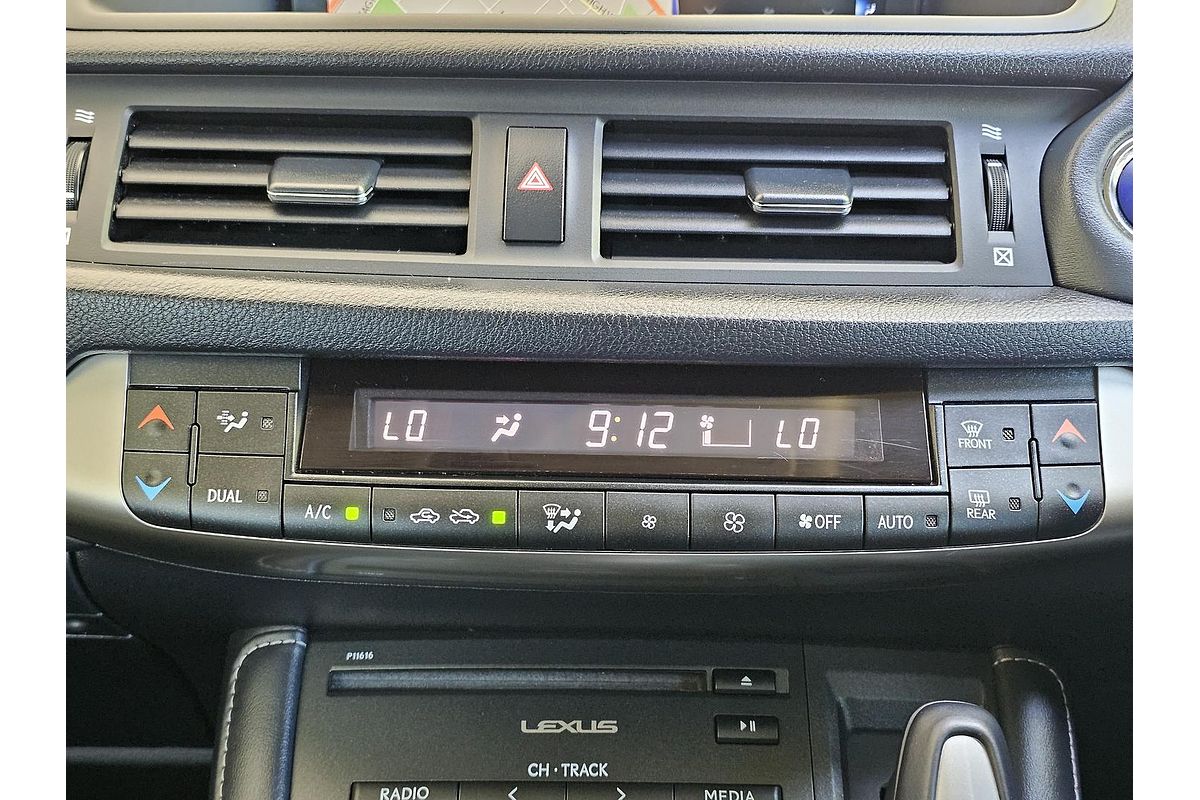 LO 9:12 LO
FRONT
DUAL
A/C
OFF
AUTO
REAR
P11616
LEXUS
CH · TRACK
RADIO
MEDIA